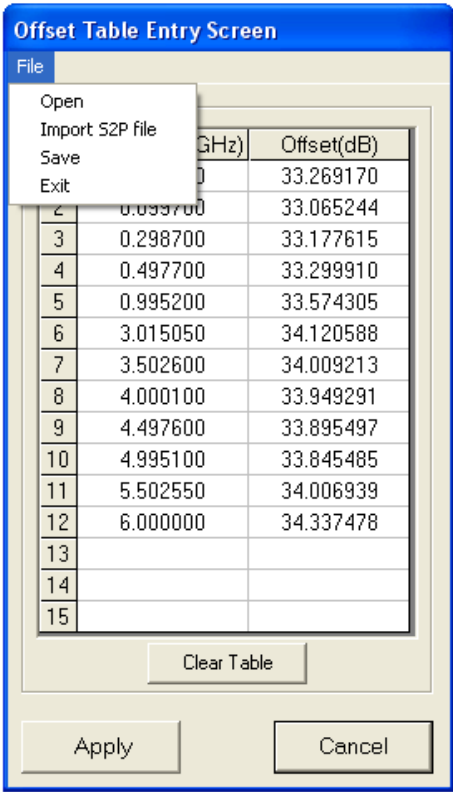 Offset Table Entry Screen
File
Open
Import S2P file
Save
Exit
GHz) Offset(dB)
33.269170
2 0.099700 33.065244
3 0.298700 33.177615
4 0.497700 33.299910
5 0.995200 33.574305
6 3.015050 34.120588
7 3.502600 34.009213
8 4.000100 33.949291
9 4.497600 33.895497
10 4.995100 33.845485
11 5.502550 34.006939
12 6.000000 34.337478
13
14
15
Clear Table
Apply Cancel